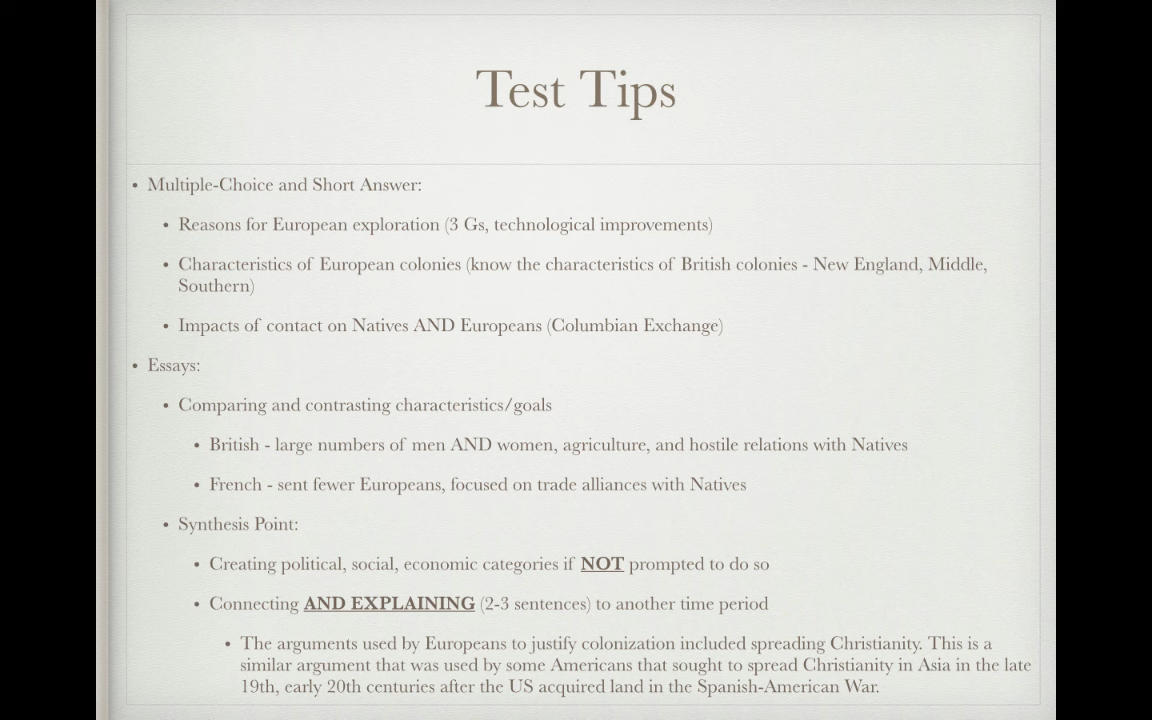 Test Tips
• Multiple-Choice and Short Answer:
• Reasons for European exploration (3 Gs, technological improvements)
• Characteristics of European colonies (know the characteristics of British colonies - New England, Middle,
Southern)
• Impacts of contact on Natives AND Europeans (Columbian Exchange)
• Essays:
• Comparing and contrasting characteristics/goals
• British - large numbers of men AND women, agriculture, and hostile relations with Natives
• French - sent fewer Europeans, focused on trade alliances with Natives
• Synthesis Point:
• Creating political, social, economic categories if NOT prompted to do so
• Connecting AND EXPLAINING (2-3 sentences) to another time period
• The arguments used by Europeans to justify colonization included spreading Christianity. This is a
similar argument that was used by some Americans that sought to spread Christianity in Asia in the late
19th, early 20th centuries after the US acquired land in the Spanish-American War.